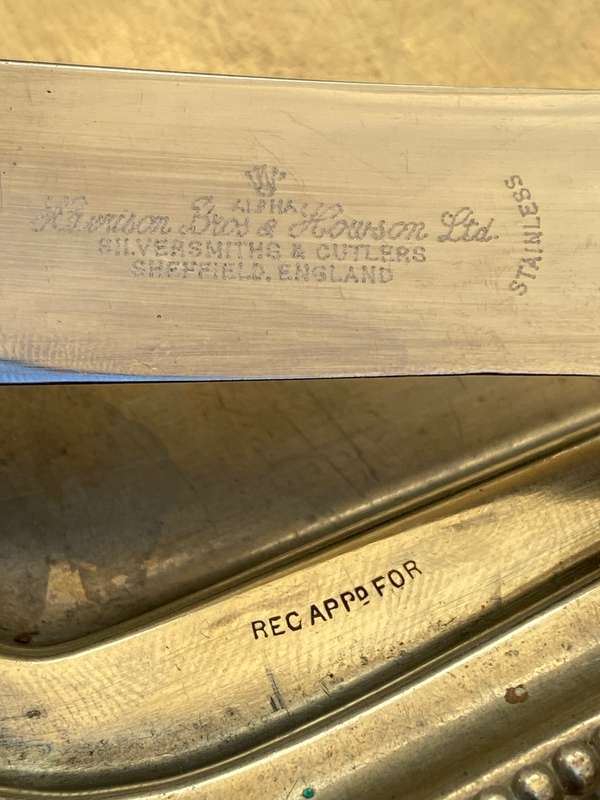 W
ALPHA
Harrison Bros & Howson Ltd.
SILVERSMITHS & CUTLERS
SHEFFIELD, ENGLAND
STAINLESS
REG APPD FOR